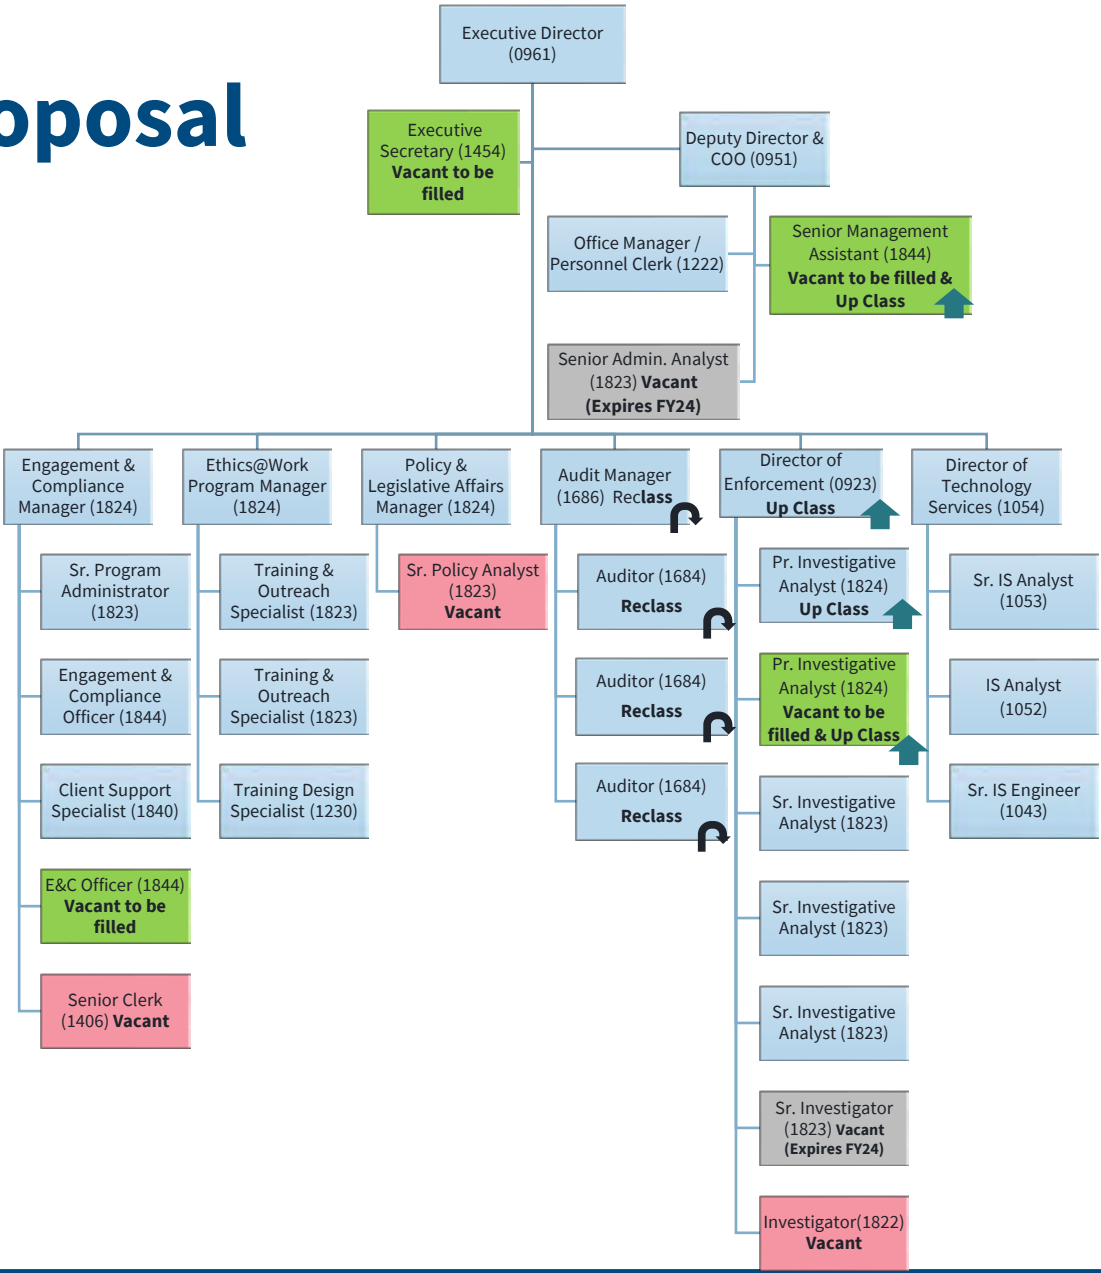 Executive Director
(0961)
oposal
Executive
Secretary (1454)
Vacant to be
filled
Deputy Director &
COO (0951)
Office Manager /
Personnel Clerk (1222)
Senior Management
Assistant (1844)
Vacant to be filled &
Up Class
Senior Admin. Analyst
(1823) Vacant
(Expires FY24)
Engagement &
Compliance
Manager (1824)
Ethics@Work
Program Manager
(1824)
Policy &
Legislative Affairs
Manager (1824)
Audit Manager
(1686) Reclass
Director of
Enforcement (0923)
Up Class
Director of
Technology
Services (1054)
Sr. Program
Administrator
(1823)
Engagement &
Compliance
Officer (1844)
Client Support
Specialist (1840)
E&C Officer (1844)
Vacant to be
filled
Senior Clerk
(1406) Vacant
Training &
Outreach
Specialist (1823)
Training &
Outreach
Specialist (1823)
Training Design
Specialist (1230)
Sr. Policy Analyst
(1823)
Vacant
Auditor (1684)
Reclass
Auditor (1684)
Reclass
Auditor (1684)
Reclass
Pr. Investigative
Analyst (1824)
Up Class
Pr. Investigative
Analyst (1824)
Vacant to be
filled & Up Class
Sr. Investigative
Analyst (1823)
Sr. Investigative
Analyst (1823)
Sr. Investigative
Analyst (1823)
Sr. Investigator
(1823) Vacant
(Expires FY24)
Investigator(1822)
Vacant
Sr. IS Analyst
(1053)
IS Analyst
(1052)
Sr. IS Engineer
(1043)